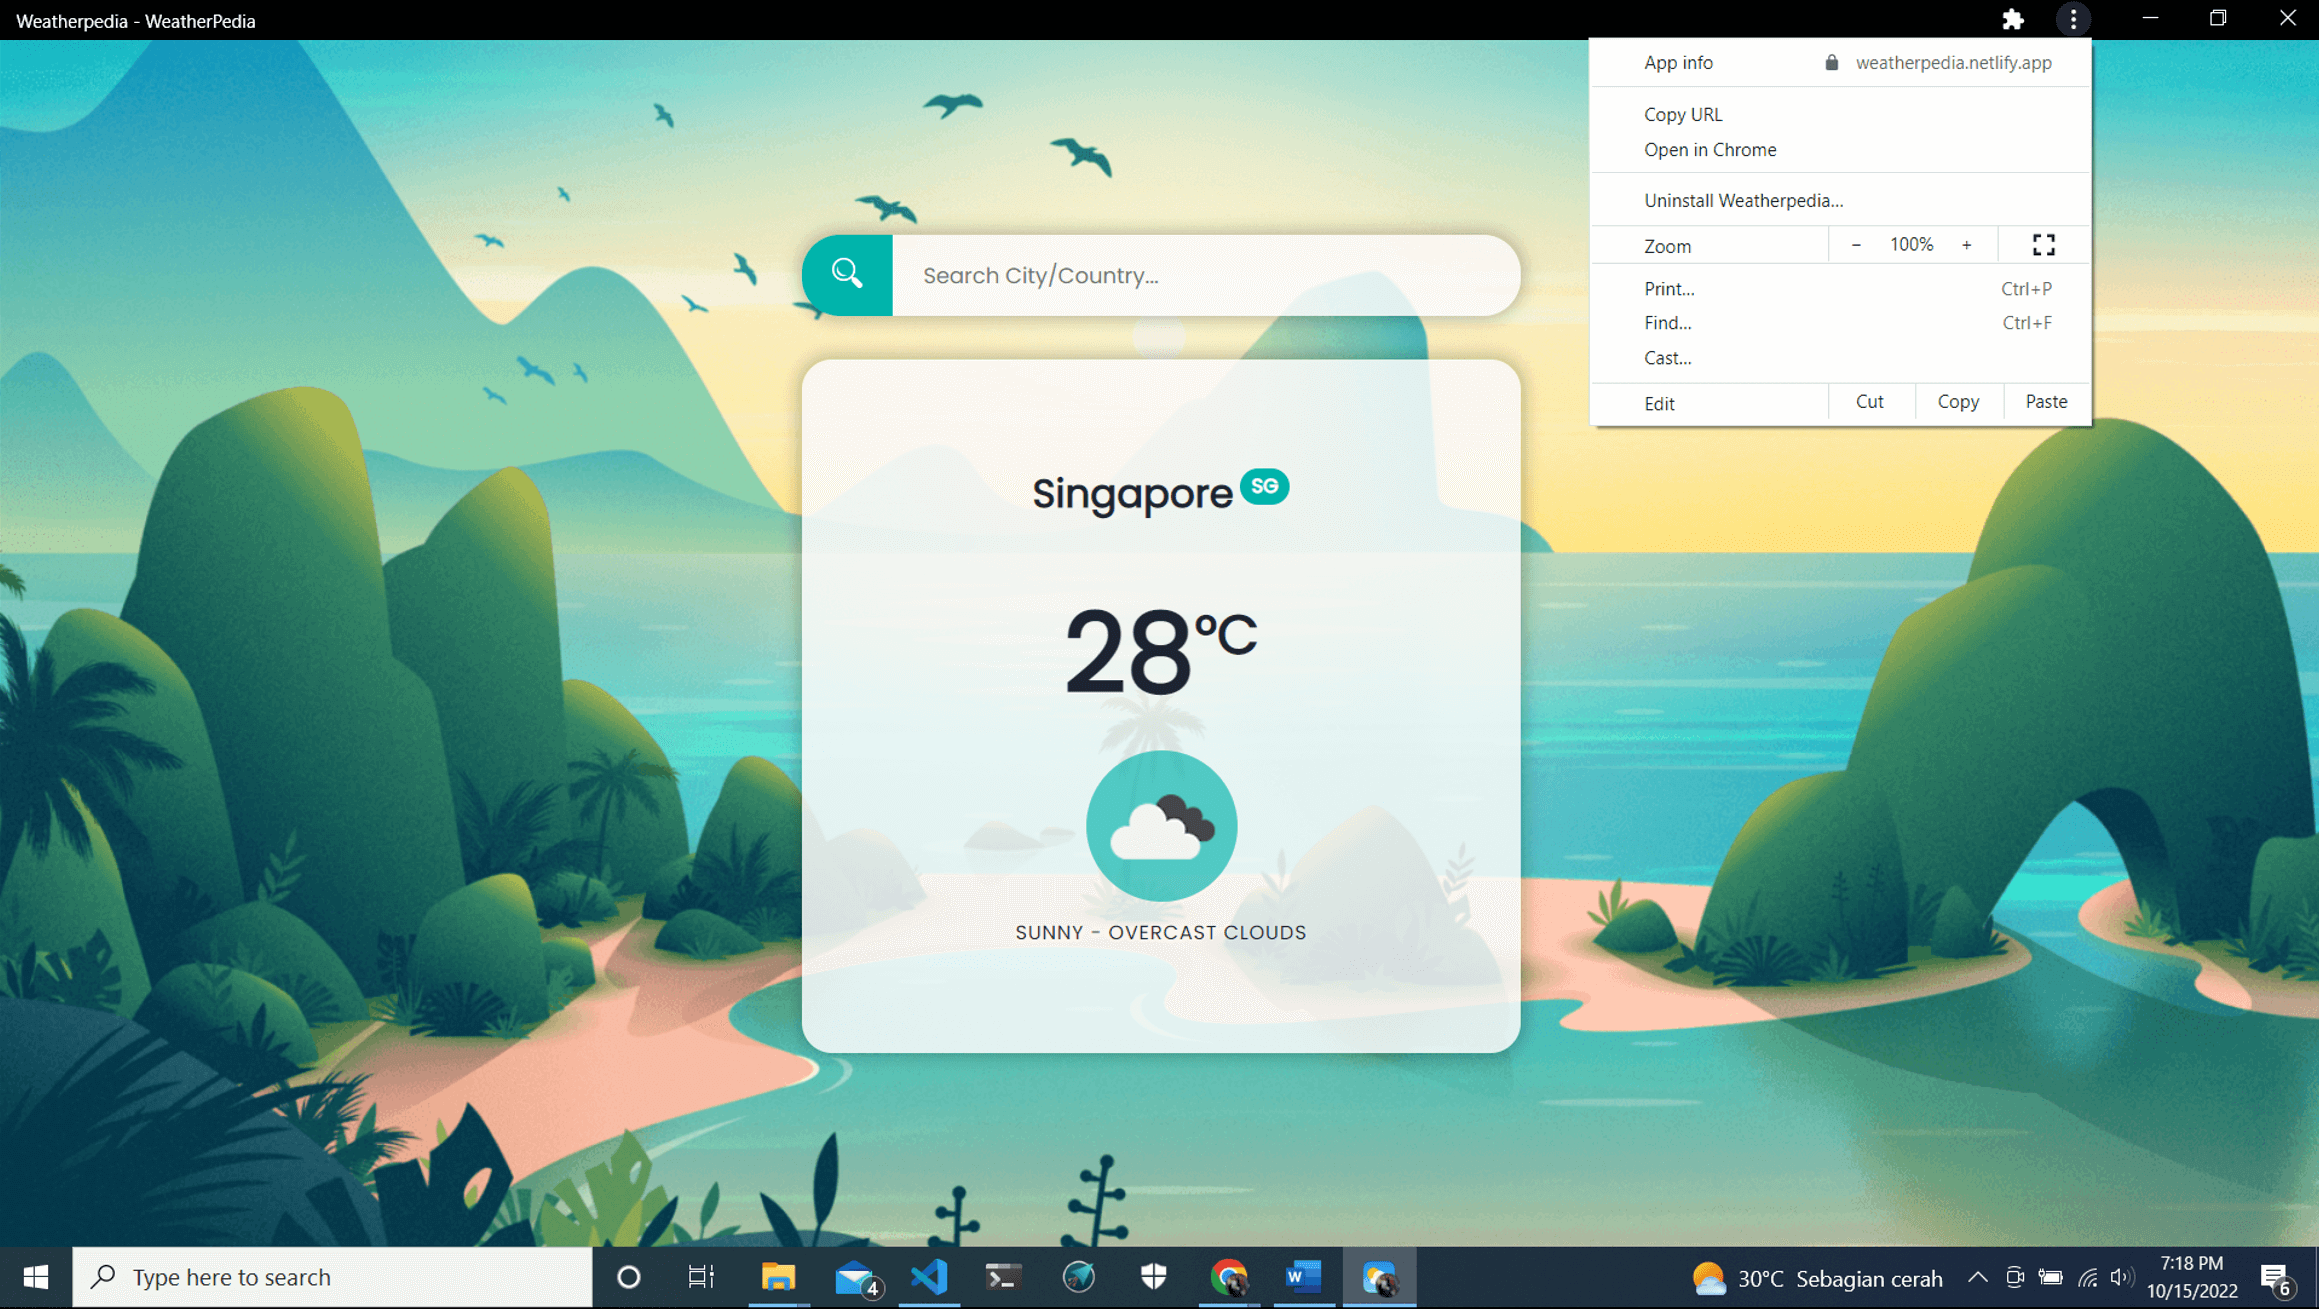 Weatherpedia - WeatherPedia
App info weatherpedia.netlify.app
Copy URL
Open in Chrome
Uninstall Weatherpedia...
Zoom - 100% +
Print... Ctrl+P
Find... Ctrl+F
Cast...
Edit Cut Copy Paste
Search City/Country...
Singapore SG
28°C
SUNNY - OVERCAST CLOUDS
Type here to search
4
W
30°C Sebagian cerah
7:18 PM
10/15/2022
6